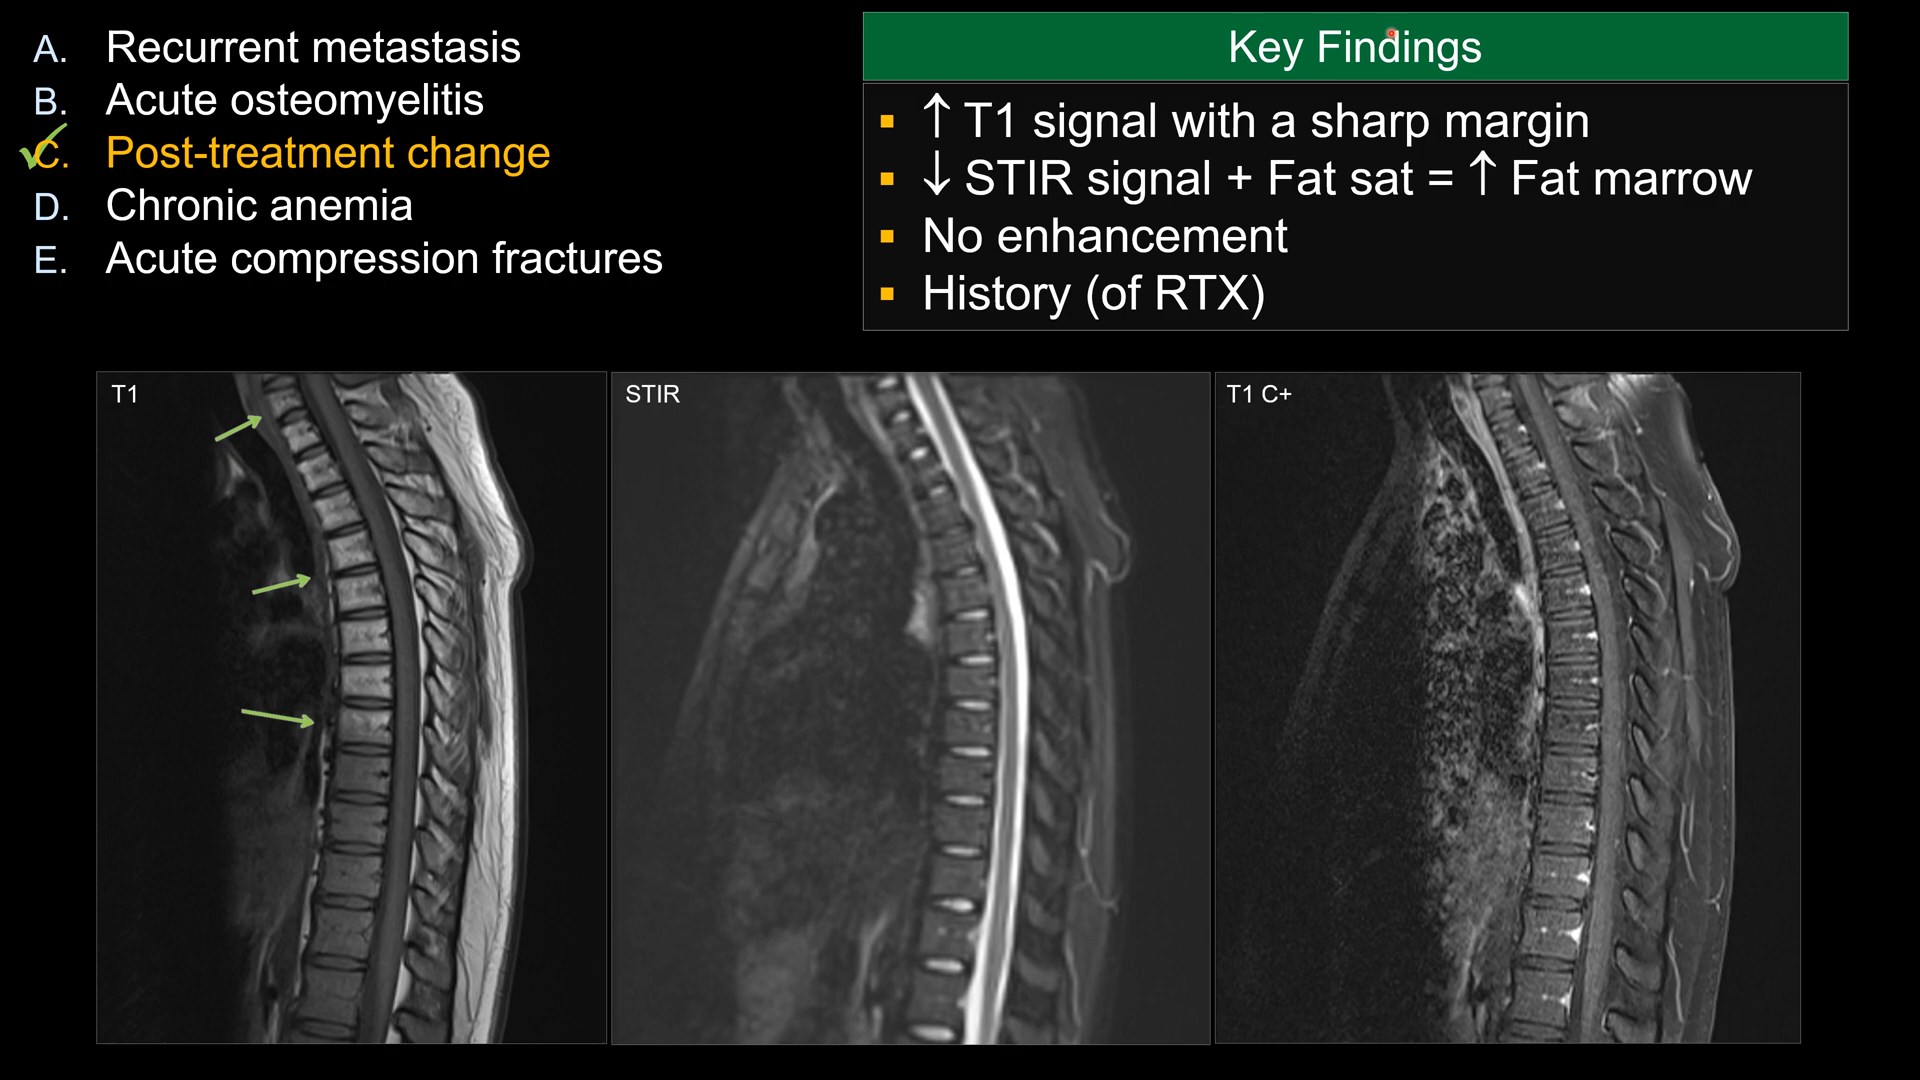 A. Recurrent metastasis
B. Acute osteomyelitis
C. Post-treatment change
D. Chronic anemia
E. Acute compression fractures
Key Findings
▪ ↑ T1 signal with a sharp margin
▪ ↓ STIR signal + Fat sat = ↑ Fat marrow
▪ No enhancement
▪ History (of RTX)
T1
STIR
T1 C+